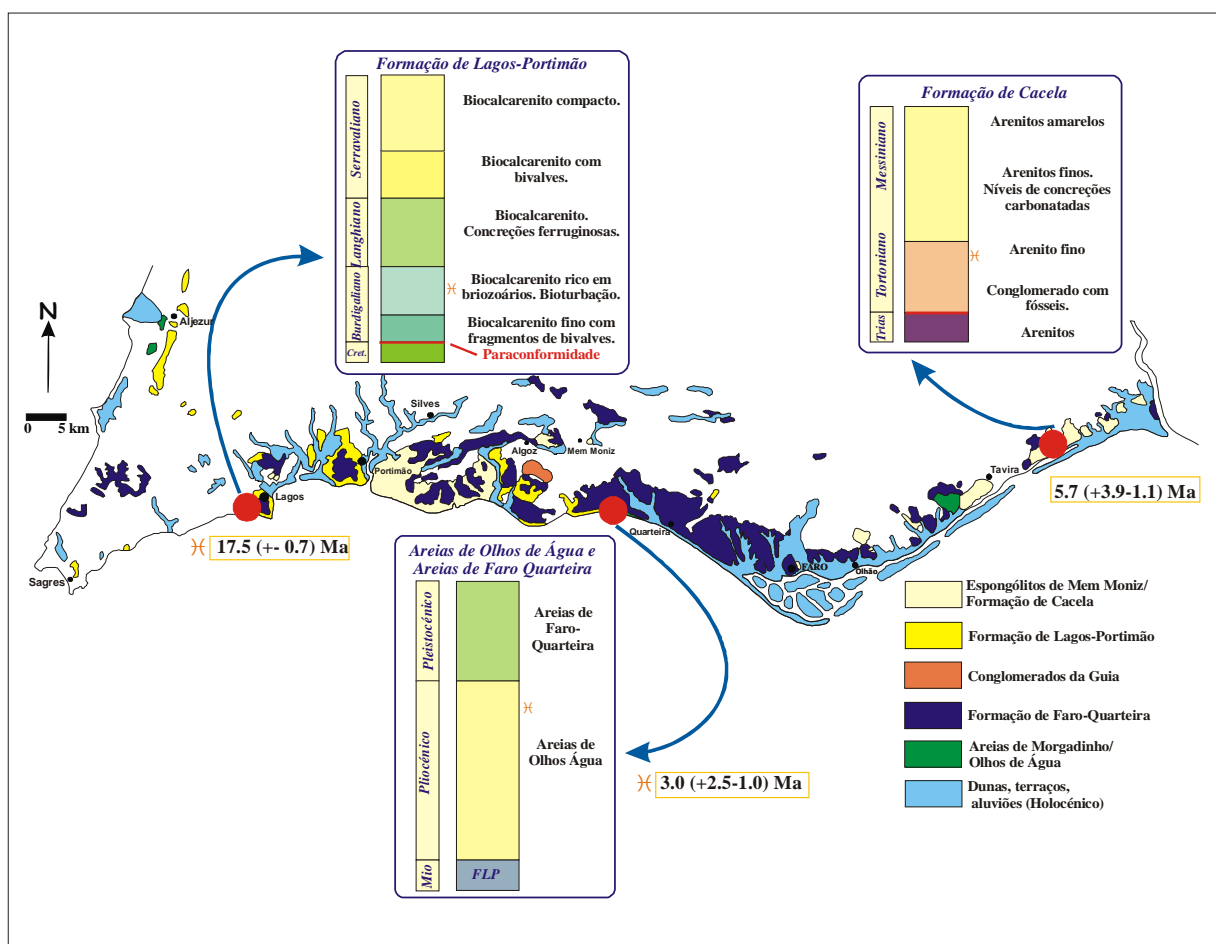 Formação de Lagos-Portimão
Serravaliano
Langhiano
Burdigaliano
Cret.
Biocalcarenito compacto.
Biocalcarenito com
bivalves.
Biocalcarenito.
Concreções ferruginosas.
Biocalcarenito rico em
briozoários. Bioturbação.
Biocalcarenito fino com
fragmentos de bivalves.
Paraconformidade
Formação de Cacela
Messiniano
Tortoniano
Trias
Arenitos amarelos
Arenitos finos.
Níveis de concreções
carbonatadas
Arenito fino
Conglomerado com
fósseis.
Arenitos
N
0 5 km
Aljezur
Silves
Algoz
Mem Moniz
Portimão
Lagos
Sagres
Quarteira
FARO
Olhão
Tavira
17.5 (+- 0.7) Ma
5.7 (+3.9-1.1) Ma
3.0 (+2.5-1.0) Ma
Areias de Olhos de Água e
Areias de Faro Quarteira
Pleistocénico
Pliocénico
Mio
Areias de
Faro-
Quarteira
Areias de
Olhos Água
FLP
Espongólitos de Mem Moniz/
Formação de Cacela
Formação de Lagos-Portimão
Conglomerados da Guia
Formação de Faro-Quarteira
Areias de Morgadinho/
Olhos de Água
Dunas, terraços,
aluviões (Holocénico)